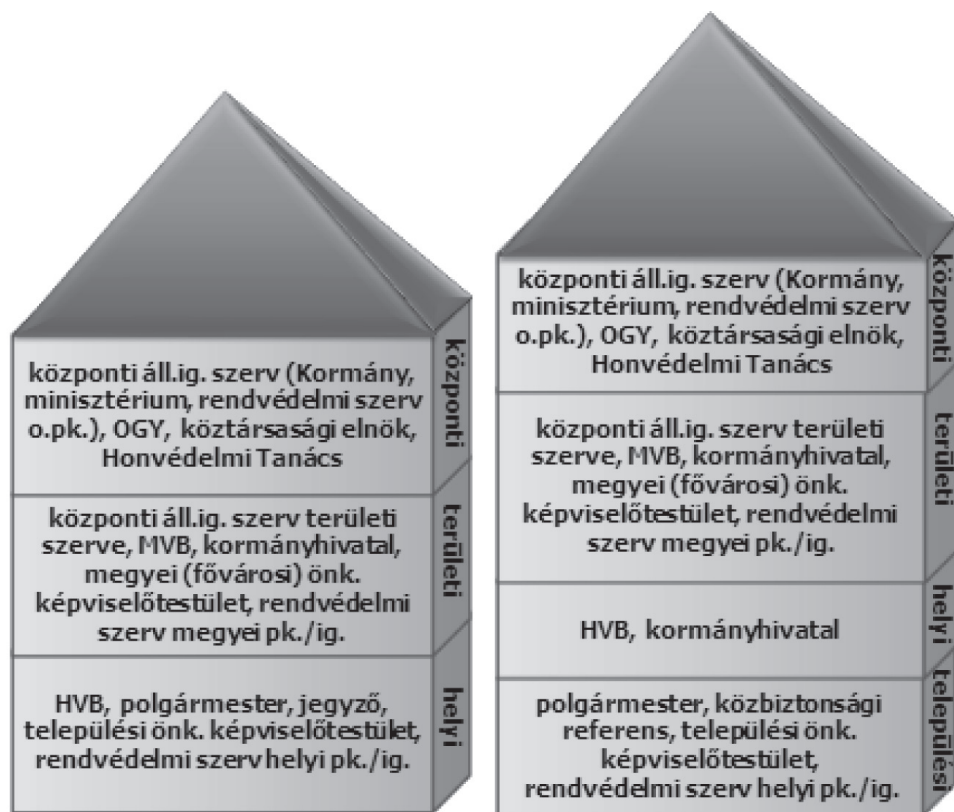 központi áll.ig. szerv (Kormány,
minisztérium, rendvédelmi szerv
o.pk.), OGY, köztársasági elnök,
Honvédelmi Tanács
központi
központi áll.ig. szerv területi
szerve, MVB, kormányhivatal,
megyei (fővárosi) önk.
képviselőtestület, rendvédelmi
szerv megyei pk./ig.
területi
HVB, polgármester, jegyző,
települési önk. képviselőtestület,
rendvédelmi szerv helyi pk./ig.
helyi
központi áll.ig. szerv (Kormány,
minisztérium, rendvédelmi szerv
o.pk.), OGY, köztársasági elnök,
Honvédelmi Tanács
központi
központi áll.ig. szerv területi
szerve, MVB, kormányhivatal,
megyei (fővárosi) önk.
képviselőtestület, rendvédelmi
szerv megyei pk./ig.
területi
HVB, kormányhivatal
helyi
polgármester, közbiztonsági
referens, települési önk.
képviselőtestület,
rendvédelmi szerv helyi pk./ig.
települési